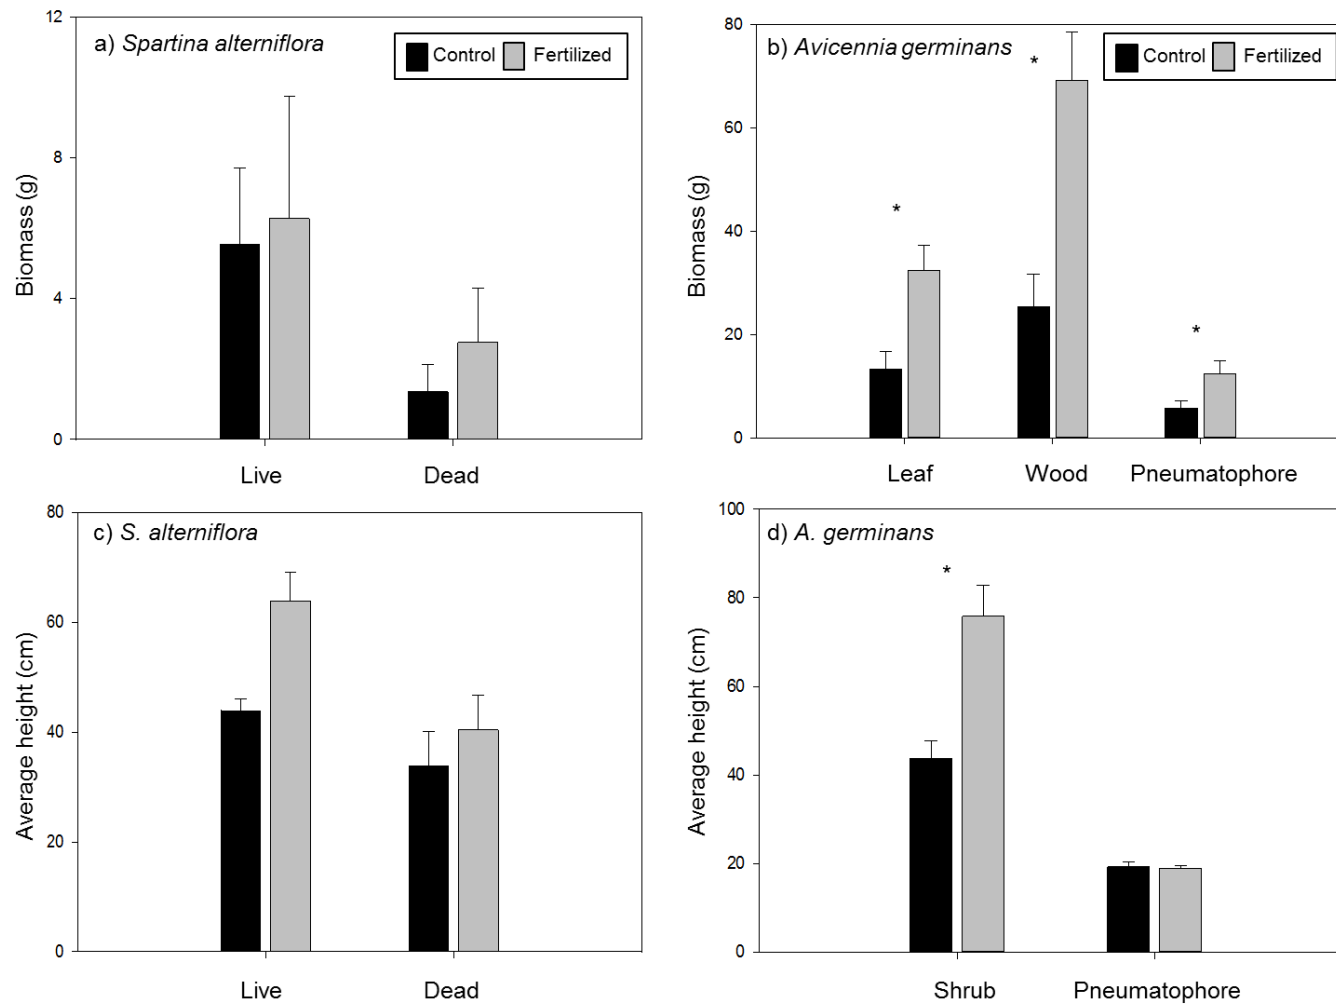 a) Spartina alterniflora
Control Fertilized
12
8
4
0
Biomass (g)
Live Dead
b) Avicennia germinans
Control Fertilized
80
60
40
20
0
Biomass (g)
* * *
Leaf Wood Pneumatophore
c) S. alterniflora
80
60
40
20
0
Average height (cm)
Live Dead
d) A. germinans
100
80
60
40
20
0
Average height (cm)
*
Shrub Pneumatophore